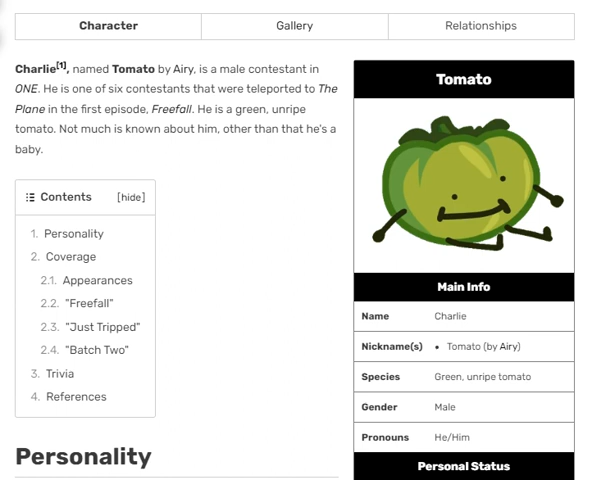 Character
Gallery
Relationships
Charlie[1], named Tomato by Airy, is a male contestant in
ONE. He is one of six contestants that were teleported to The
Plane in the first episode, Freefall. He is a green, unripe
tomato. Not much is known about him, other than that he's a
baby.
Contents [hide]
1. Personality
2. Coverage
2.1. Appearances
2.2. "Freefall"
2.3. "Just Tripped"
2.4. "Batch Two"
3. Trivia
4. References
Personality
Tomato
Main Info
Name Charlie
Nickname(s) • Tomato (by Airy)
Species Green, unripe tomato
Gender Male
Pronouns He/Him
Personal Status